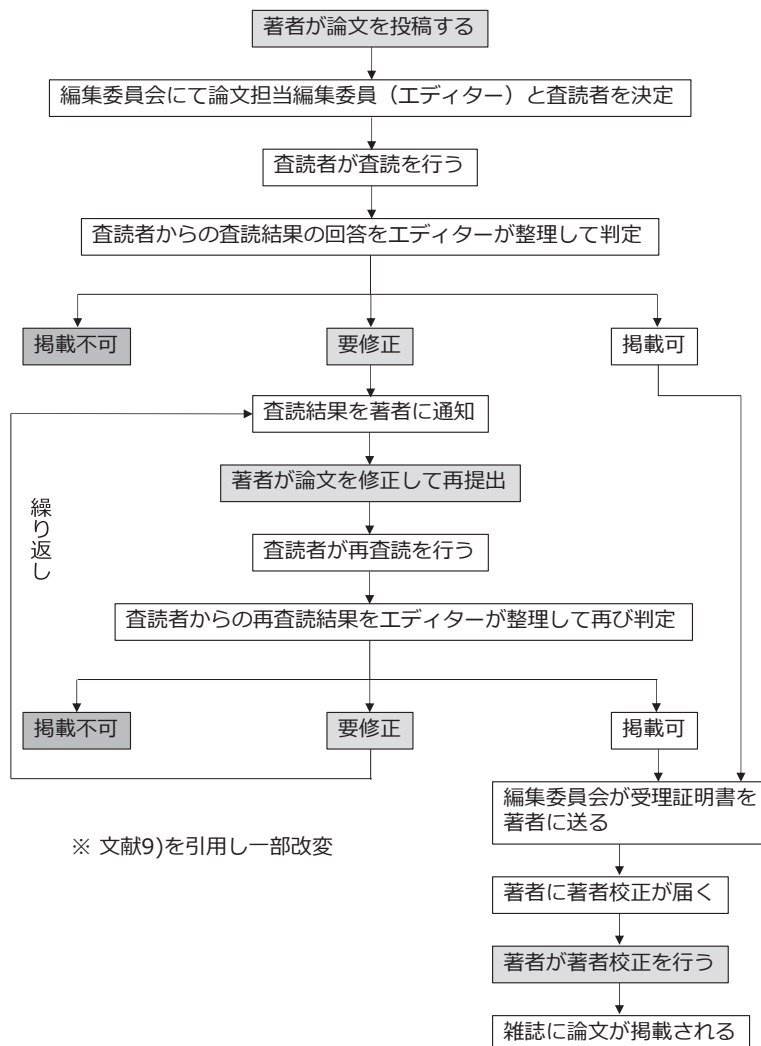 著者が論文を投稿する
編集委員会にて論文担当編集委員（エディター）と査読者を決定
査読者が査読を行う
査読者からの査読結果の回答をエディターが整理して判定
掲載不可
要修正
掲載可
査読結果を著者に通知
著者が論文を修正して再提出
繰り返し
査読者が再査読を行う
査読者からの再査読結果をエディターが整理して再び判定
掲載不可
要修正
掲載可
編集委員会が受理証明書を
著者に送る
※ 文献9)を引用し一部改変
著者に著者校正が届く
著者が著者校正を行う
雑誌に論文が掲載される